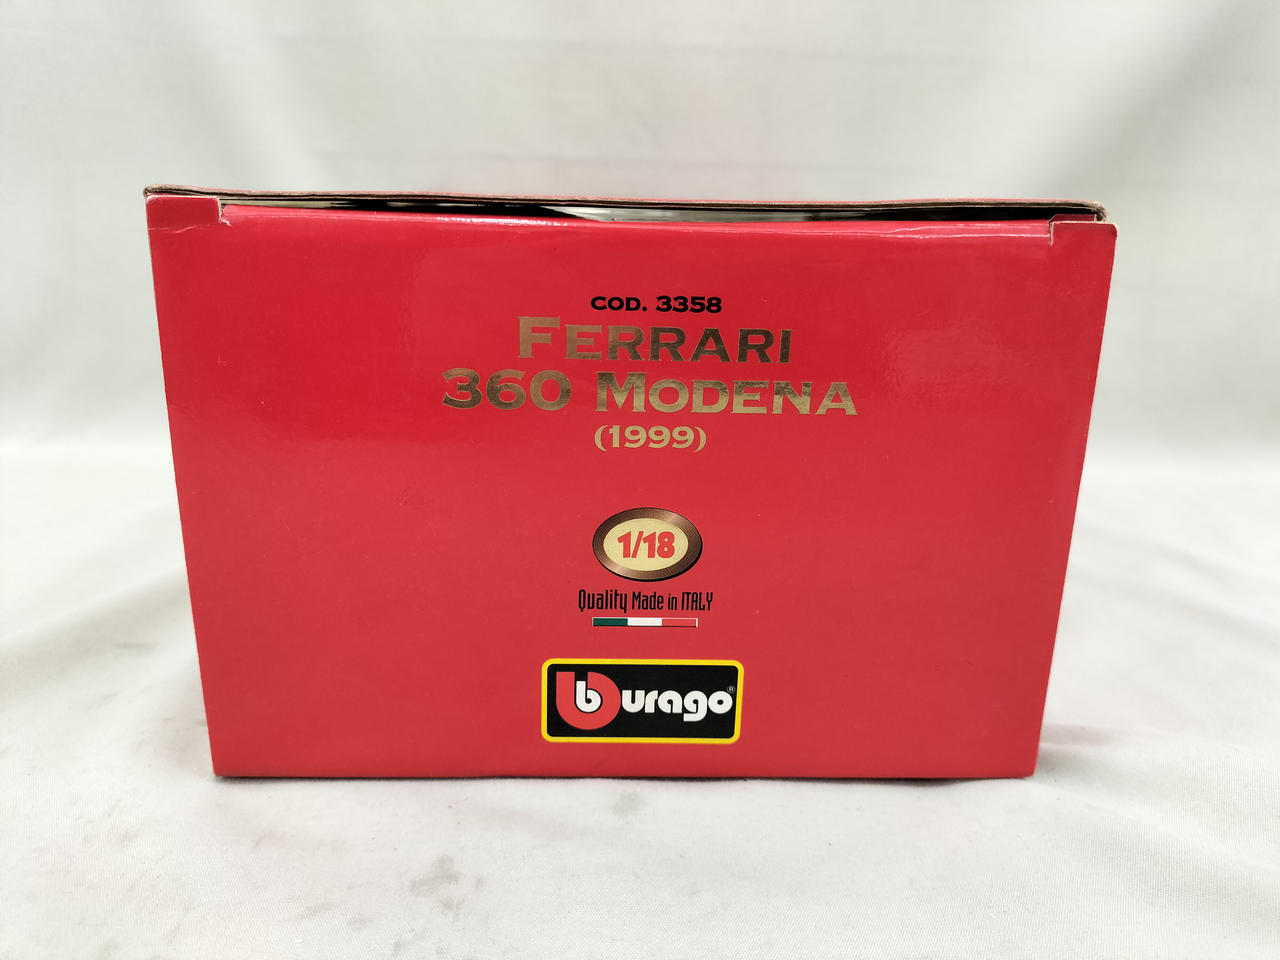 COD. 3358
FERRARI
360 MODENA
(1999)
1/18
Quality Made in ITALY
burago®